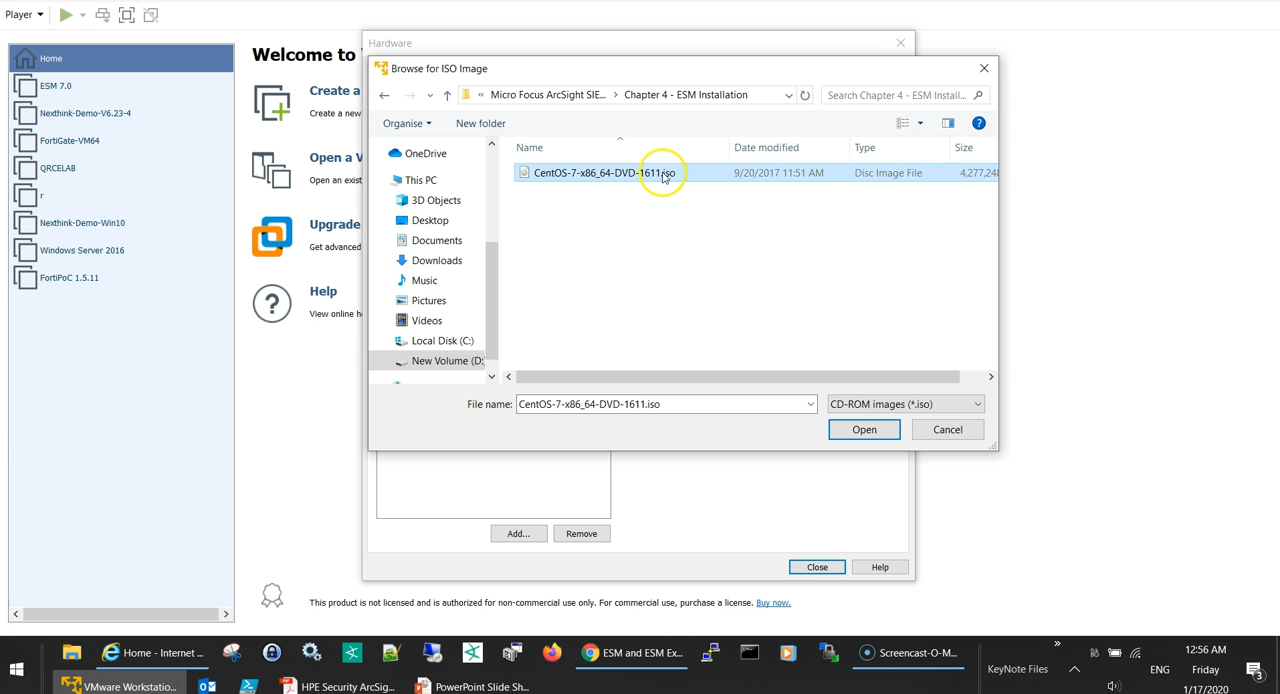 Player
Home
ESM 7.0
Nexthink-Demo-V6.23-4
FortiGate-VM64
QRCELAB
r
Nexthink-Demo-Win10
Windows Server 2016
FortiPoC 1.5.11
Welcome to
Create a
Create a new
Open a V
Open an exist
Upgrade
Get advanced
Help
View online h
This product is not licensed and is authorized for non-commercial use only. For commercial use, purchase a license. Buy now.
Hardware
Browse for ISO Image
« Micro Focus ArcSight SIE... > Chapter 4 - ESM Installation
Search Chapter 4 - ESM Install...
Organise
New folder
OneDrive
This PC
3D Objects
Desktop
Documents
Downloads
Music
Pictures
Videos
Local Disk (C:)
New Volume (D:
Name Date modified Type Size
CentOS-7-x86_64-DVD-1611.iso 9/20/2017 11:51 AM Disc Image File 4,277,248
File name: CentOS-7-x86_64-DVD-1611.iso CD-ROM images (*.iso)
Open Cancel
Add... Remove
Close Help
Home - Internet ...
ESM and ESM Ex...
Screencast-O-M...
VMware Workstatio...
HPE Security ArcSig...
PowerPoint Slide Sh...
KeyNote Files
ENG
12:56 AM
Friday
1/17/2020
3